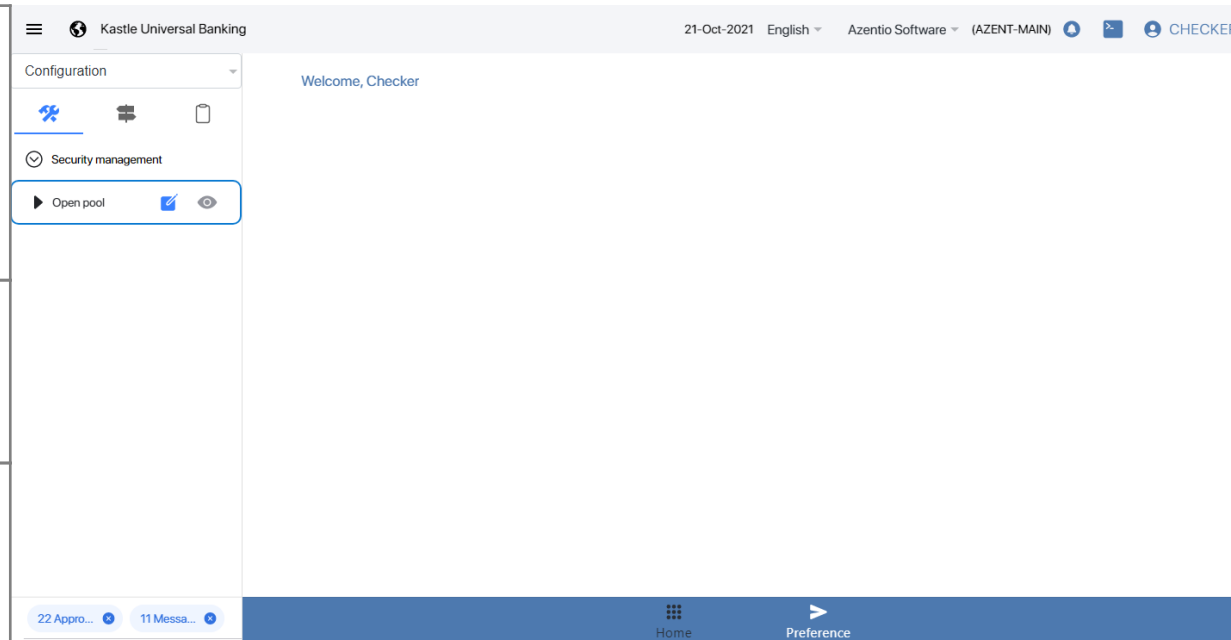 Kastle Universal Banking
21-Oct-2021 English Azentio Software (AZENT-MAIN) CHECKER
Configuration
Welcome, Checker
Security management
Open pool
22 Appro... 11 Messa...
Home Preference